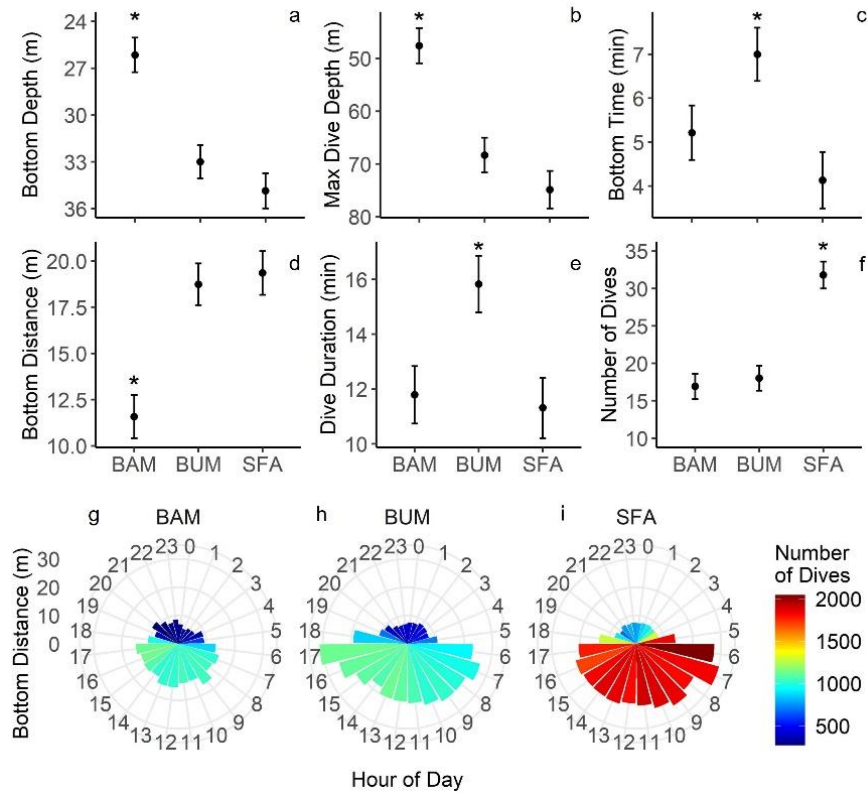 a
Bottom Depth (m)
24
27
30
33
36
*
b
Max Dive Depth (m)
50
60
70
80
*
c
Bottom Time (min)
7
6
5
4
*
d
Bottom Distance (m)
20.0
17.5
15.0
12.5
10.0
*
BAM BUM SFA
e
Dive Duration (min)
16
14
12
10
*
BAM BUM SFA
f
Number of Dives
35
30
25
20
15
10
*
BAM BUM SFA
g BAM
Bottom Distance (m)
30
20
10
0
0 1 2 3 4 5 6 7 8 9 10 11 12 13 14 15 16 17 18 19 20 21 22 23
h BUM
0 1 2 3 4 5 6 7 8 9 10 11 12 13 14 15 16 17 18 19 20 21 22 23
i SFA
0 1 2 3 4 5 6 7 8 9 10 11 12 13 14 15 16 17 18 19 20 21 22 23
Number
of Dives
2000
1500
1000
500
Hour of Day